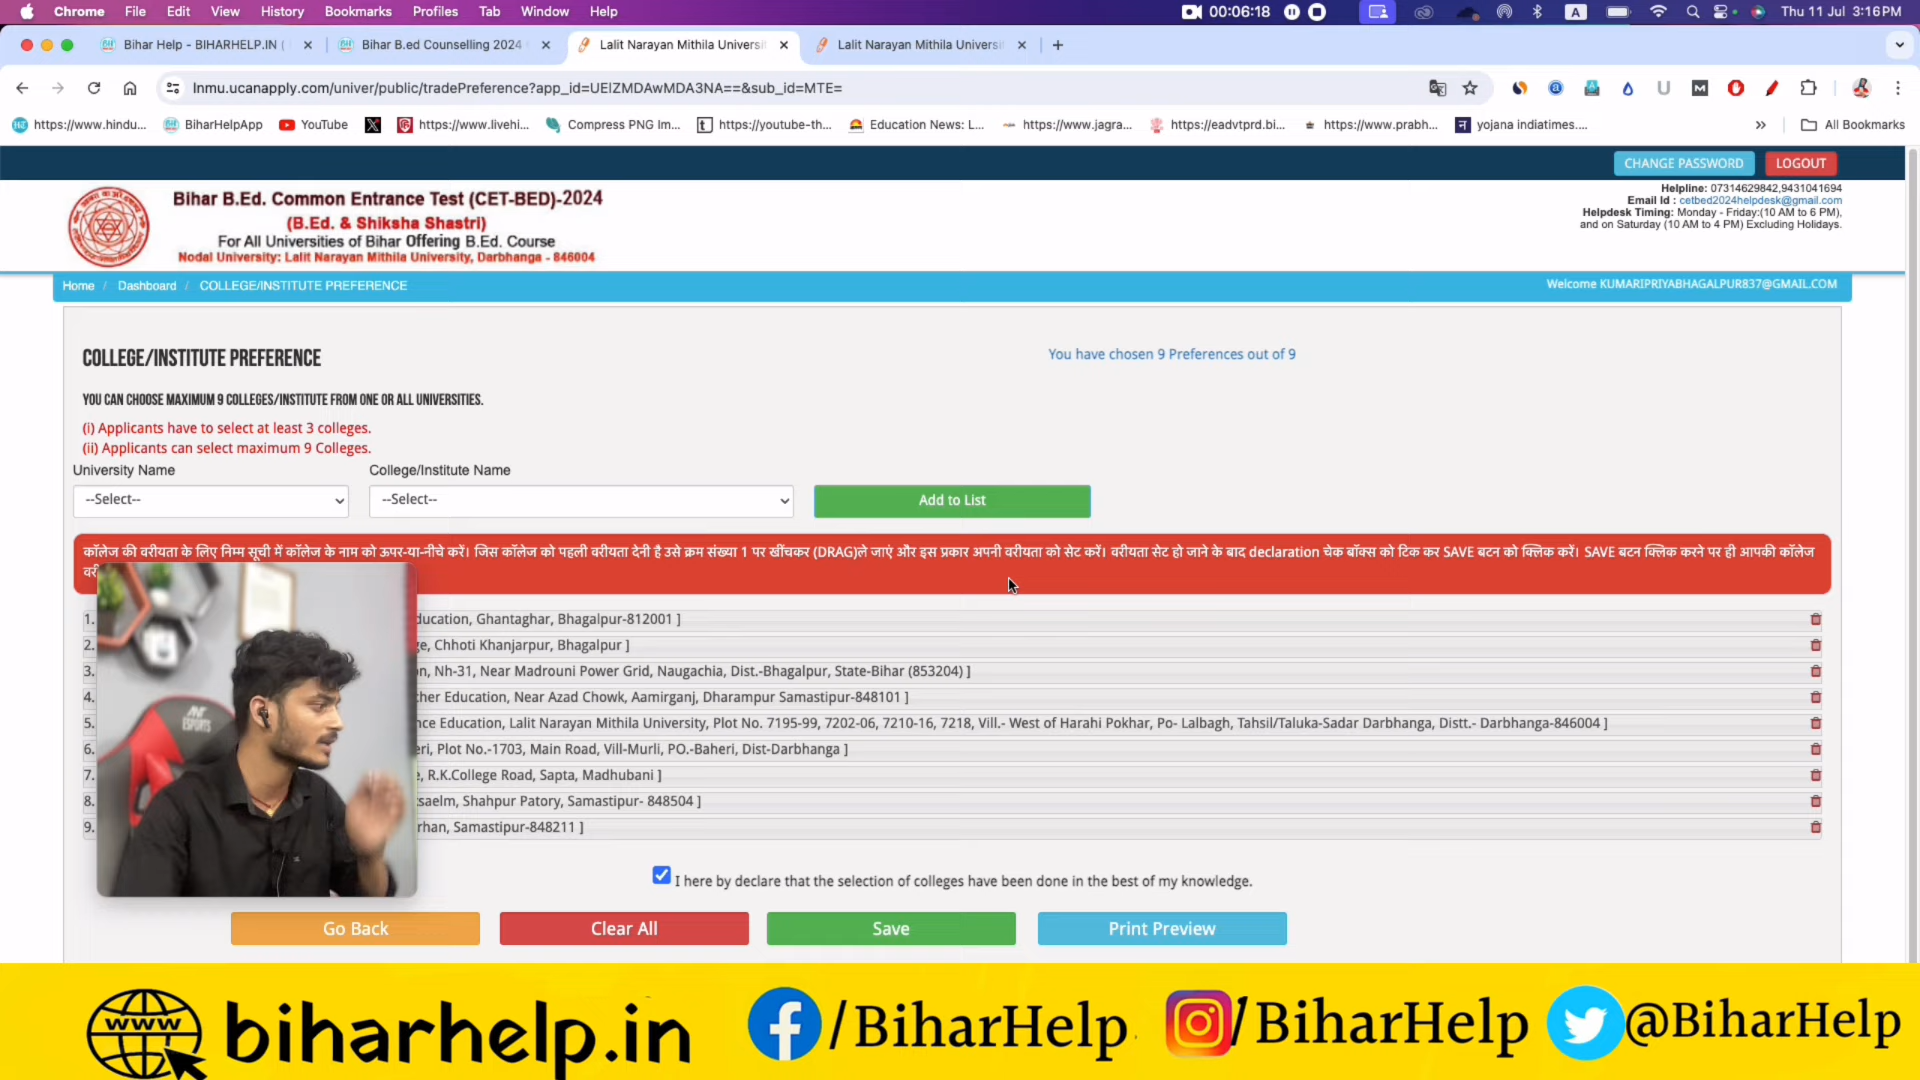 Chrome File Edit View History Bookmarks Profiles Tab Window Help 00:06:18 A Thu 11 Jul 3:16 PM
Bihar Help - BIHARHELP.IN ( Bihar B.ed Counselling 2024 Lalit Narayan Mithila Universit Lalit Narayan Mithila Universit
lnmu.ucanapply.com/univer/public/tradePreference?app_id=UElZMDAwMDA3NA==&sub_id=MTE=
https://www.hindu... BiharHelpApp YouTube https://www.livehi... Compress PNG Im... https://youtube-th... Education News: L... https://www.jagra... https://eadvtprd.bi... https://www.prabh... yojana indiatimes.... All Bookmarks
CHANGE PASSWORD LOGOUT
Bihar B.Ed. Common Entrance Test (CET-BED)-2024
(B.Ed. & Shiksha Shastri)
For All Universities of Bihar Offering B.Ed. Course
Nodal University: Lalit Narayan Mithila University, Darbhanga - 846004
Helpline: 07314629842,9431041694
Email Id : cetbed2024helpdesk@gmail.com
Helpdesk Timing: Monday - Friday:(10 AM to 6 PM),
and on Saturday (10 AM to 4 PM) Excluding Holidays.
Home / Dashboard / COLLEGE/INSTITUTE PREFERENCE
Welcome KUMARIPRIYABHAGALPUR837@GMAIL.COM
COLLEGE/INSTITUTE PREFERENCE
You have chosen 9 Preferences out of 9
YOU CAN CHOOSE MAXIMUM 9 COLLEGES/INSTITUTE FROM ONE OR ALL UNIVERSITIES.
(i) Applicants have to select at least 3 colleges.
(ii) Applicants can select maximum 9 Colleges.
University Name College/Institute Name
--Select-- --Select-- Add to List
कॉलेज की वरीयता के लिए निम्न सूची में कॉलेज के नाम को ऊपर-या-नीचे करें। जिस कॉलेज को पहली वरीयता देनी है उसे क्रम संख्या 1 पर खींचकर (DRAG)ले जाएं और इस प्रकार अपनी वरीयता को सेट करें। वरीयता सेट हो जाने के बाद declaration चेक बॉक्स को टिक कर SAVE बटन को क्लिक करें। SAVE बटन क्लिक करने पर ही आपकी कॉलेज
1. ducation, Ghantaghar, Bhagalpur-812001 ]
2. ge, Chhoti Khanjarpur, Bhagalpur ]
3. on, Nh-31, Near Madrouni Power Grid, Naugachia, Dist.-Bhagalpur, State-Bihar (853204) ]
4. cher Education, Near Azad Chowk, Aamirganj, Dharampur Samastipur-848101 ]
5. nce Education, Lalit Narayan Mithila University, Plot No. 7195-99, 7202-06, 7210-16, 7218, Vill.- West of Harahi Pokhar, Po- Lalbagh, Tahsil/Taluka-Sadar Darbhanga, Distt.- Darbhanga-846004 ]
6. eri, Plot No.-1703, Main Road, Vill-Murli, PO.-Baheri, Dist-Darbhanga ]
7. e, R.K.College Road, Sapta, Madhubani ]
8. tsaelm, Shahpur Patory, Samastipur- 848504 ]
9. rhan, Samastipur-848211 ]
I here by declare that the selection of colleges have been done in the best of my knowledge.
Go Back Clear All Save Print Preview
www biharhelp.in /BiharHelp /BiharHelp @BiharHelp